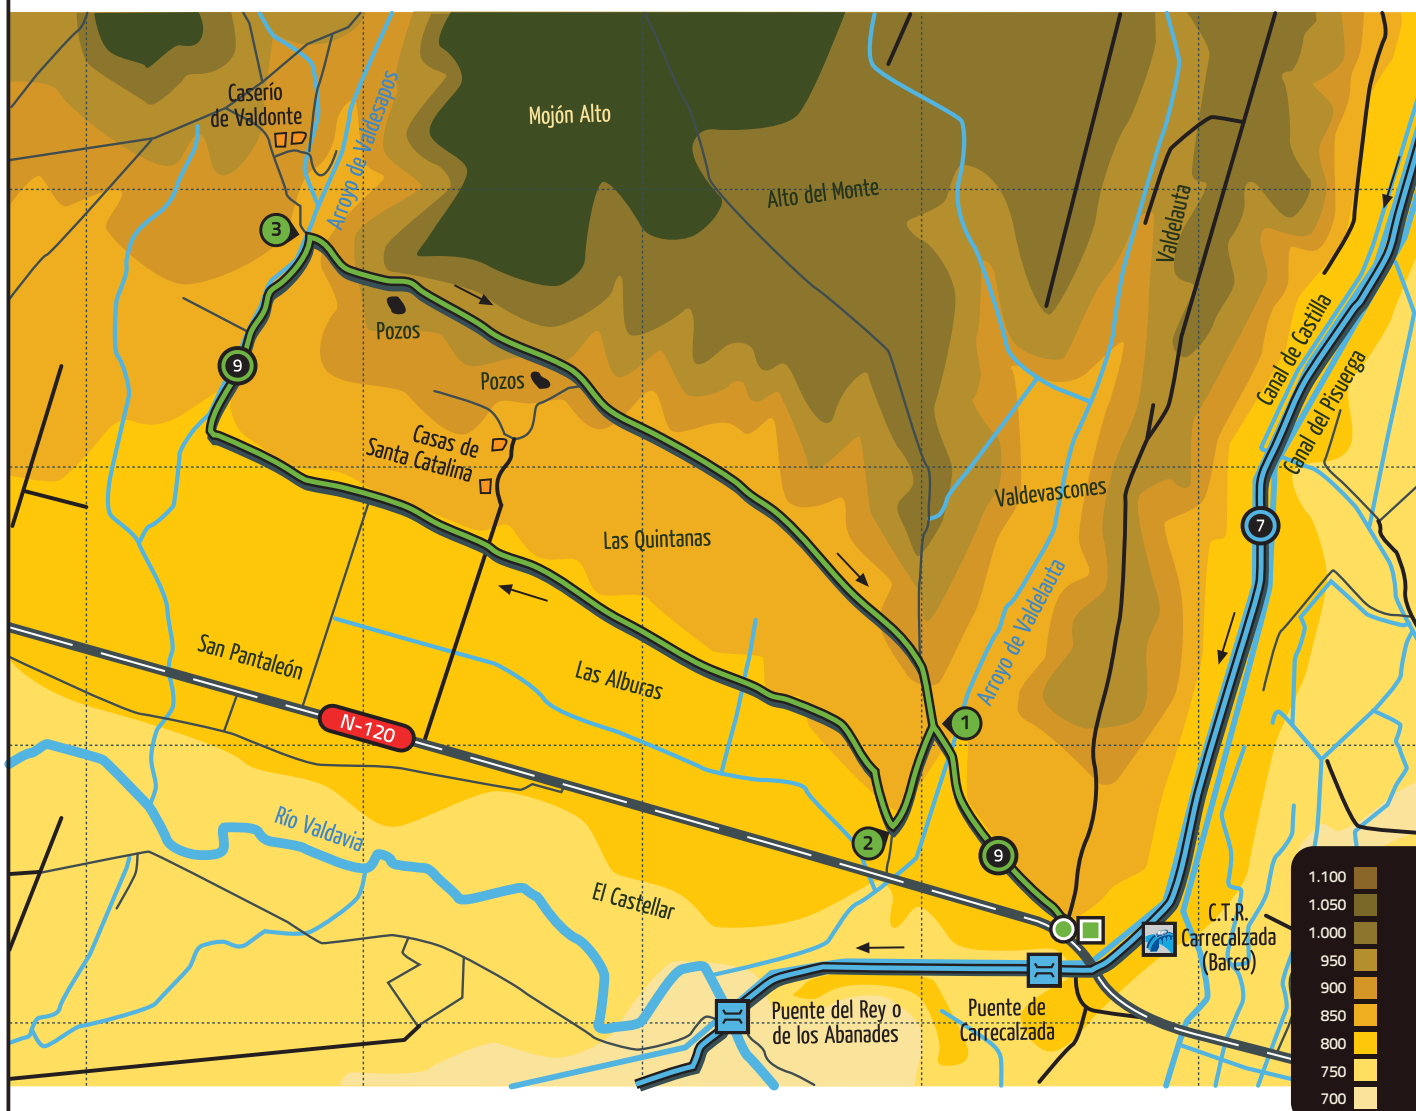 Caserío
de Valdonte
Arroyo de Valdesapos
Mojón Alto
Alto del Monte
Valdelauta
3
Pozos
9
Pozos
Canal de Castilla
Canal del Pisuerga
Casas de
Santa Catalina
Valdevascones
7
Las Quintanas
Arroyo de Valdelauta
San Pantaleón
Las Alburas
N-120
1
Río Valdavia
2
9
El Castellar
C.T.R.
Carrecalzada
(Barco)
Puente del Rey o
de los Abanades
Puente de
Carrecalzada
1.100
1.050
1.000
950
900
850
800
750
700